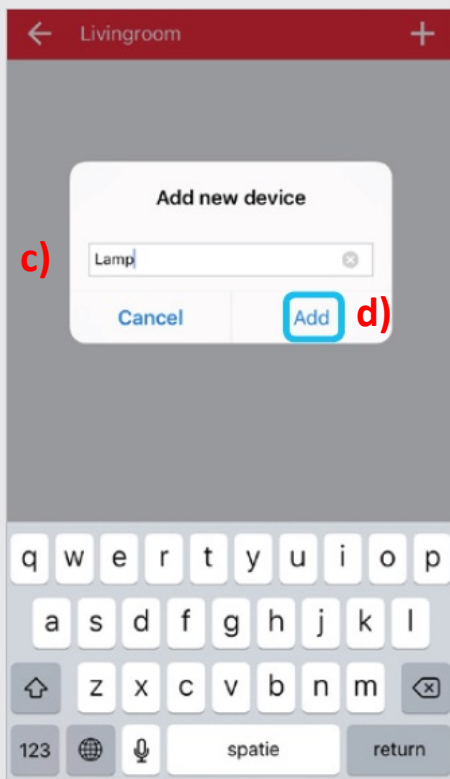 Livingroom
Add new device
c) Lamp
Cancel Add d)
q w e r t y u i o p
a s d f g h j k l
z x c v b n m
123 spatie return